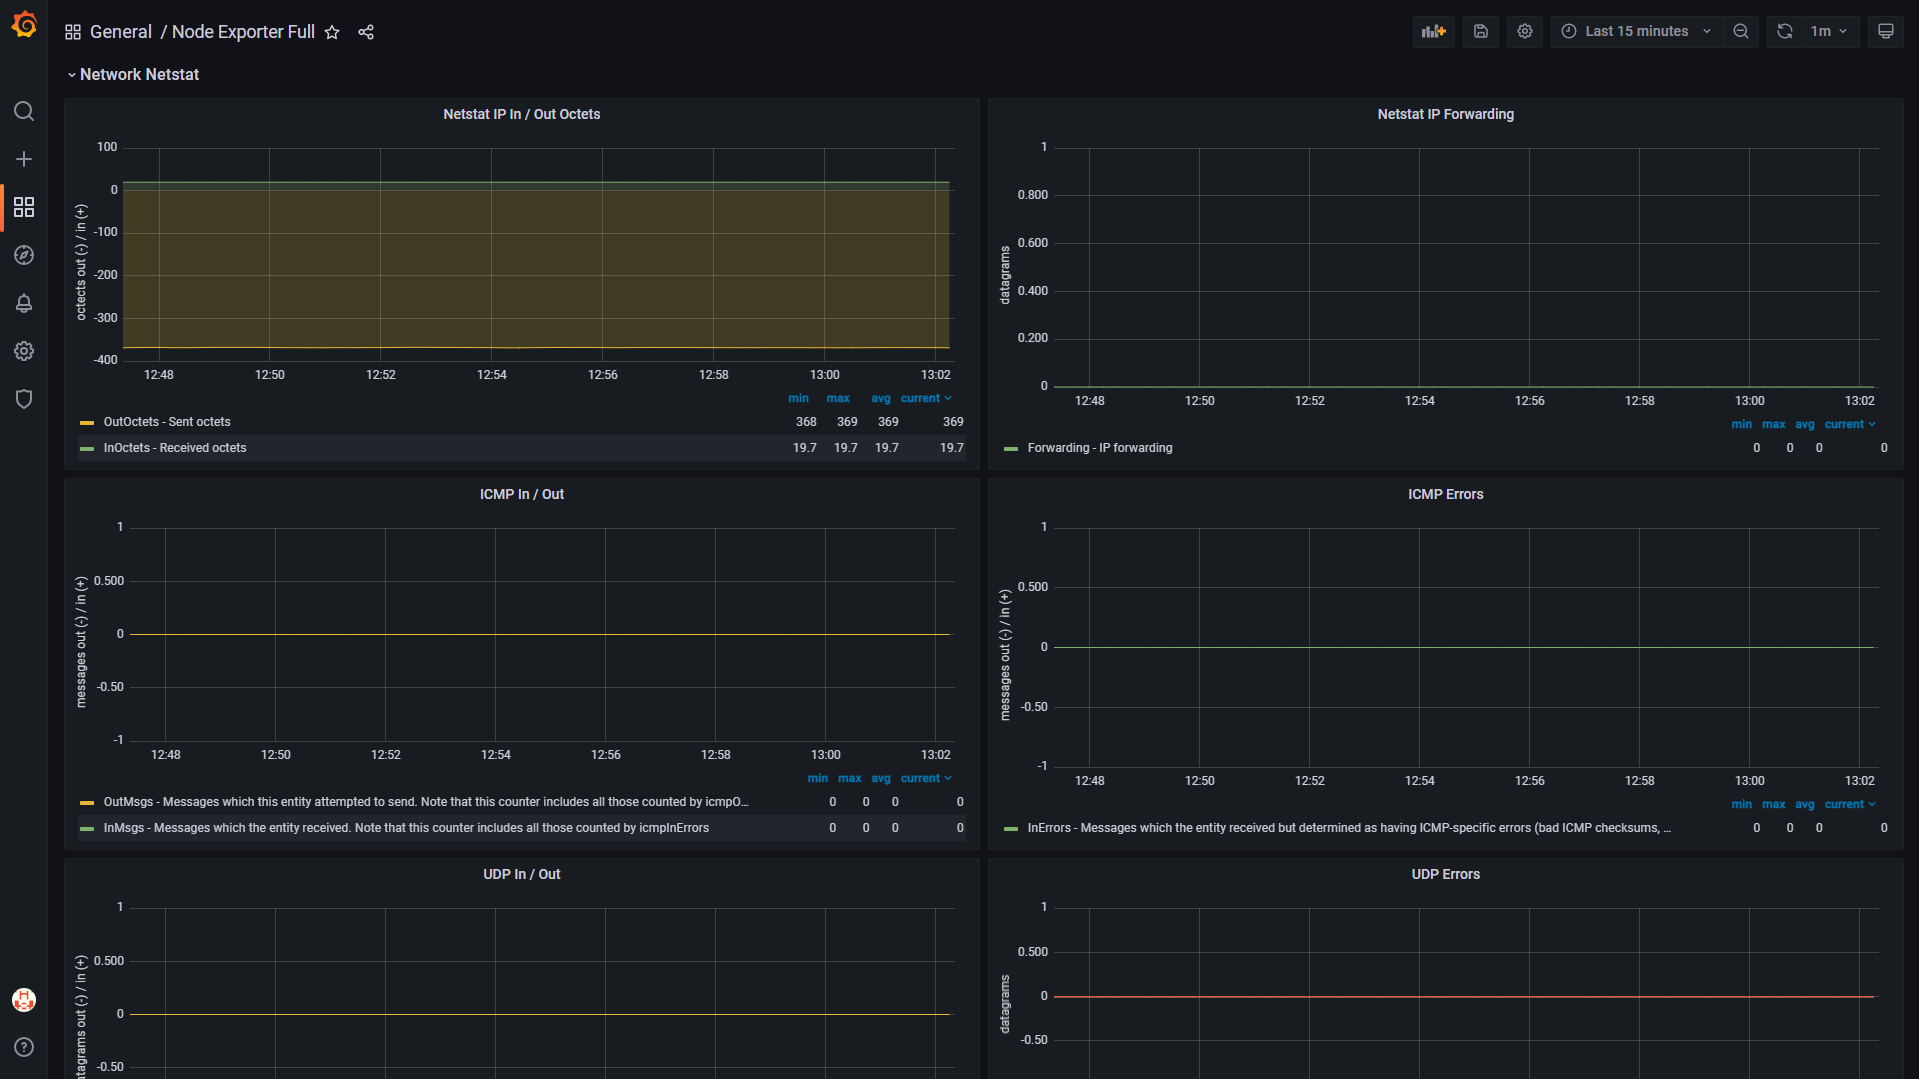 General / Node Exporter Full
Last 15 minutes
1m
Network Netstat
Netstat IP In / Out Octets
octects out (-) / in (+)
100
0
-100
-200
-300
-400
12:48 12:50 12:52 12:54 12:56 12:58 13:00 13:02
min max avg current
OutOctets - Sent octets 368 369 369 369
InOctets - Received octets 19.7 19.7 19.7 19.7
Netstat IP Forwarding
datagrams
1
0.800
0.600
0.400
0.200
0
12:48 12:50 12:52 12:54 12:56 12:58 13:00 13:02
min max avg current
Forwarding - IP forwarding 0 0 0 0
ICMP In / Out
messages out (-) / in (+)
1
0.500
0
-0.50
-1
12:48 12:50 12:52 12:54 12:56 12:58 13:00 13:02
min max avg current
OutMsgs - Messages which this entity attempted to send. Note that this counter includes all those counted by icmpO... 0 0 0 0
InMsgs - Messages which the entity received. Note that this counter includes all those counted by icmpInErrors 0 0 0 0
ICMP Errors
messages out (-) / in (+)
1
0.500
0
-0.50
-1
12:48 12:50 12:52 12:54 12:56 12:58 13:00 13:02
min max avg current
InErrors - Messages which the entity received but determined as having ICMP-specific errors (bad ICMP checksums, ... 0 0 0 0
UDP In / Out
atagrams out (-) / in (+)
1
0.500
0
-0.50
UDP Errors
datagrams
1
0.500
0
-0.50